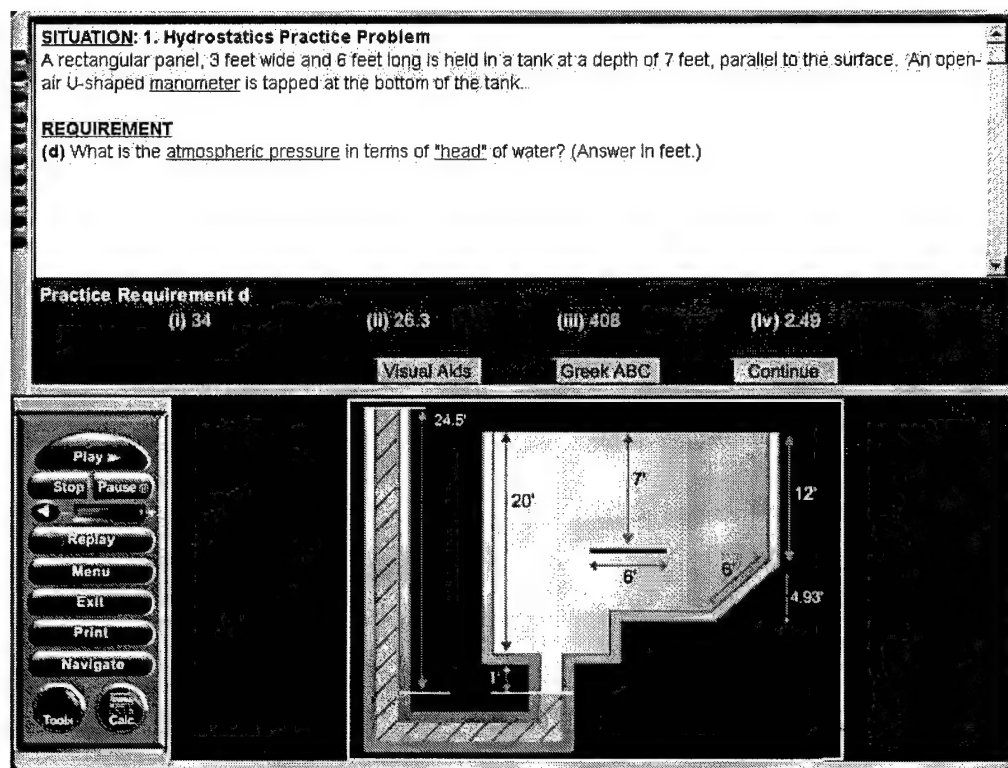 SITUATION: 1. Hydrostatics Practice Problem
A rectangular panel, 3 feet wide and 6 feet long is held in a tank at a depth of 7 feet, parallel to the surface. An open-
air U-shaped manometer is tapped at the bottom of the tank.
REQUIREMENT
(d) What is the atmospheric pressure in terms of "head" of water? (Answer in feet.)
Practice Requirement d
(i) 34 (ii) 26.3 (iii) 408 (iv) 2.49
Visual Aids Greek ABC Continue
Play
Stop Pause
Replay
Menu
Exit
Print
Navigate
Tools Calc
24.5'
20'
7'
12'
6'
6'
4.93'
1'